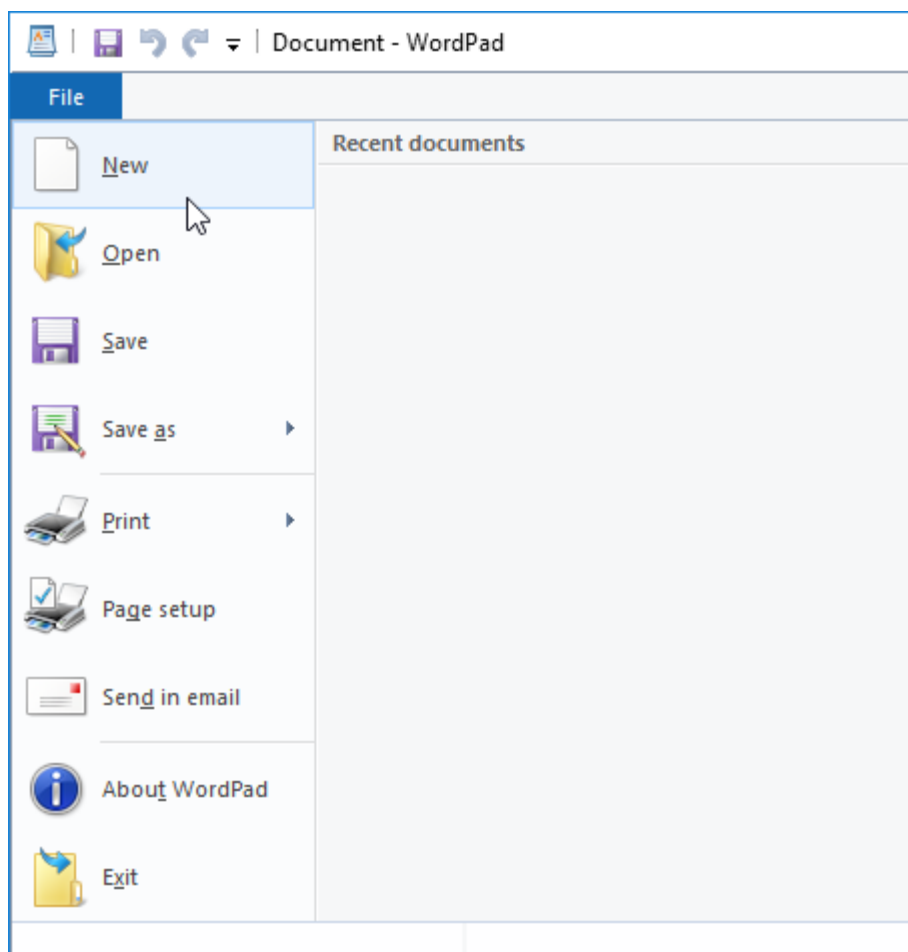 Document - WordPad
File
New
Recent documents
Open
Save
Save as
Print
Page setup
Send in email
About WordPad
Exit